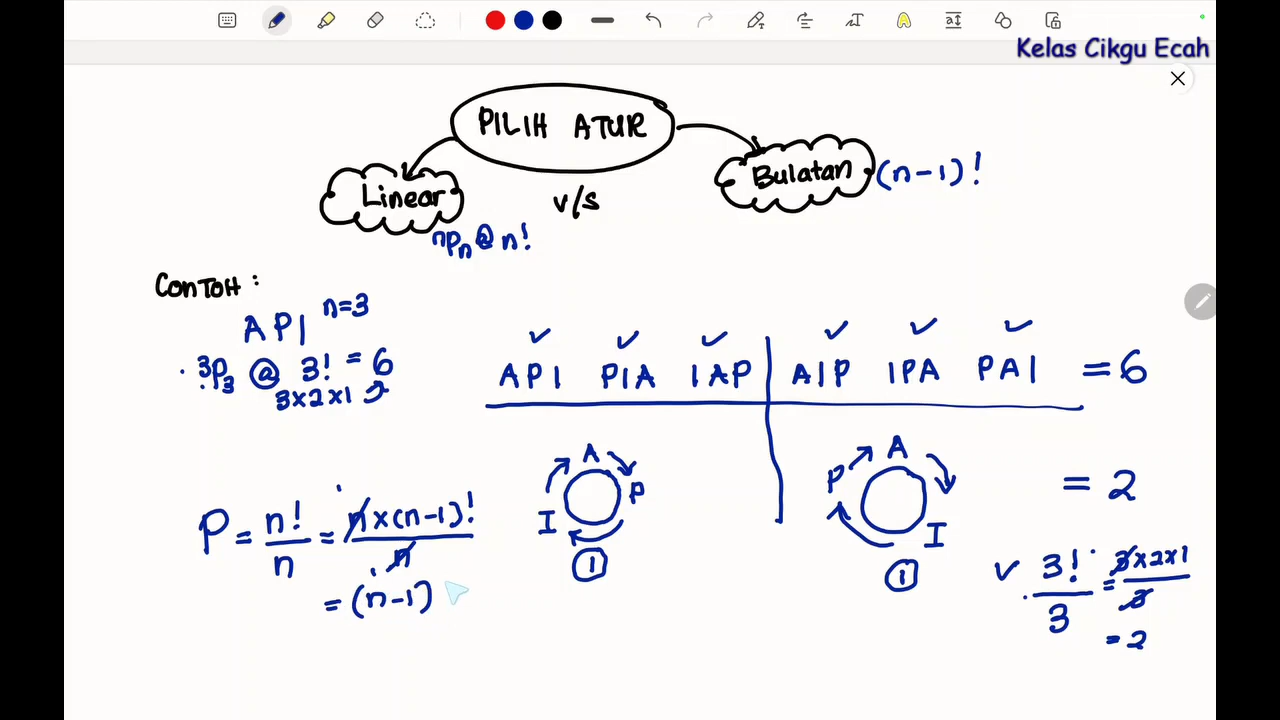 Kelas Cikgu Ecah
PILIH ATUR
Linear
v/s
Bulatan (n-1)!
ⁿPₙ @ n!
CONTOH :
API n=3
³P₃ @ 3! = 6
3x2x1
API PIA IAP AIP IPA PAI = 6
A
P
I
1
A
P
I
1
= 2
P = n!/n = nx(n-1)!/n
= (n-1)
3!/3 = 3x2x1/3
= 2